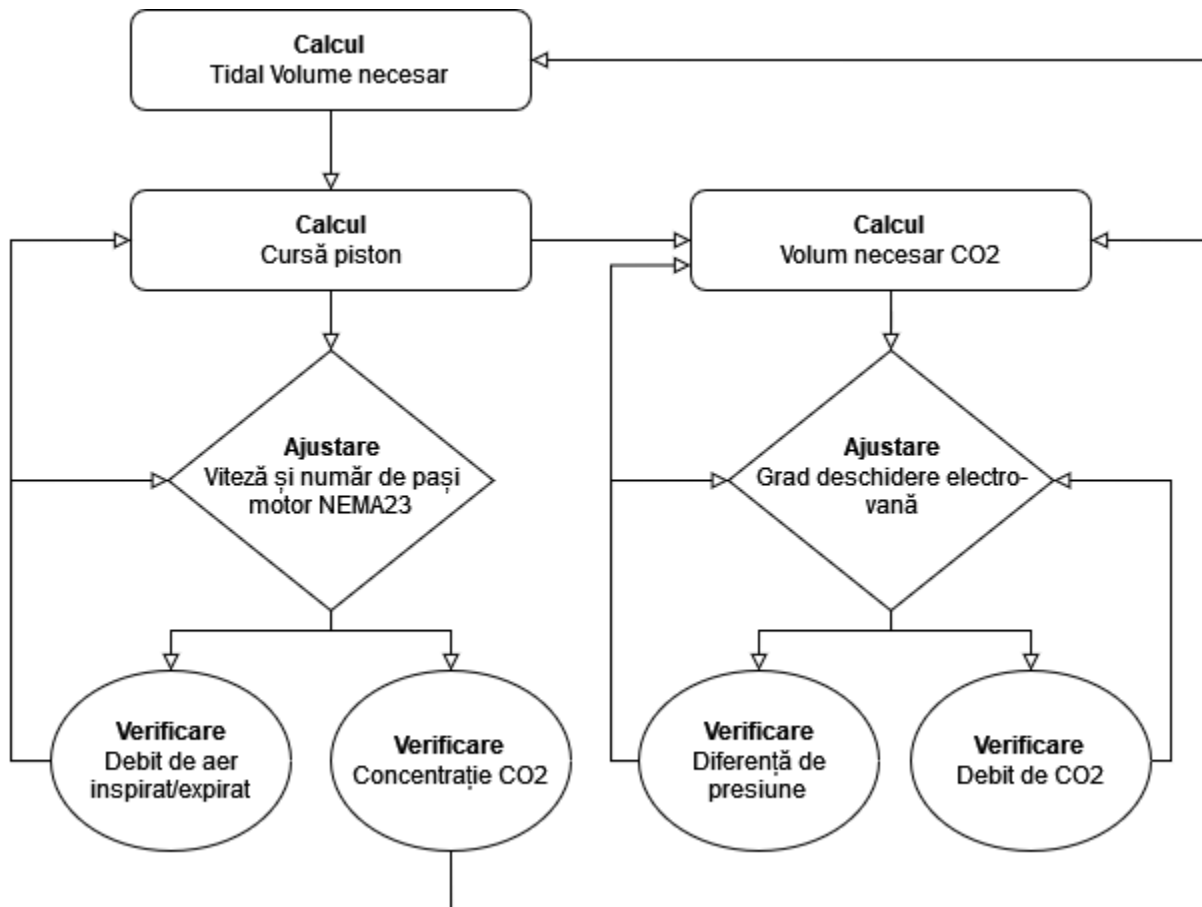 Calcul
Tidal Volume necesar
Calcul
Cursă piston
Calcul
Volum necesar CO2
Ajustare
Viteză și număr de pași
motor NEMA23
Ajustare
Grad deschidere electro-
vană
Verificare
Debit de aer
inspirat/expirat
Verificare
Concentrație CO2
Verificare
Diferență de
presiune
Verificare
Debit de CO2